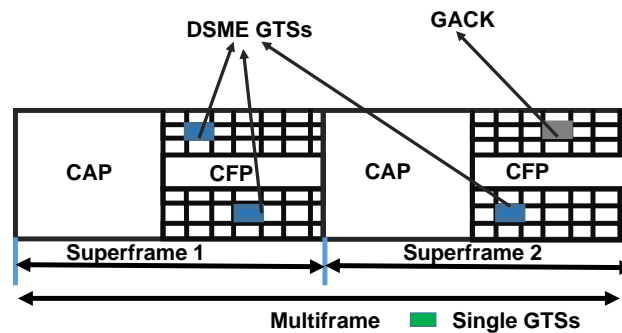 GACK
DSME GTSs
CAP
CFP
CAP
CFP
Superframe 1
Superframe 2
Multiframe
Single GTSs